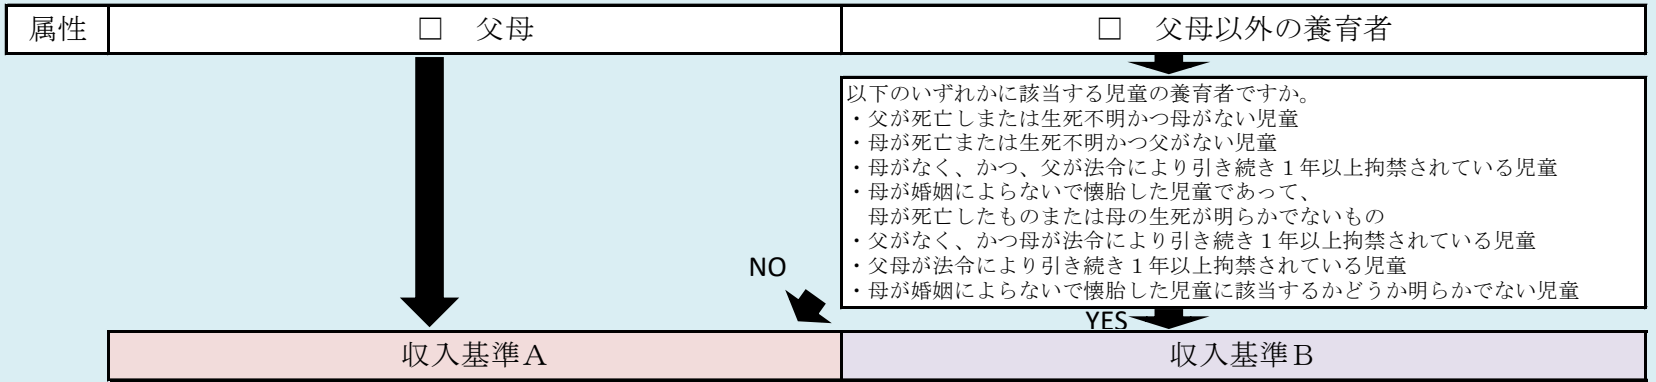 属性
□　父母
□　父母以外の養育者
以下のいずれかに該当する児童の養育者ですか。
・父が死亡しまたは生死不明かつ母がない児童
・母が死亡または生死不明かつ父がない児童
・母がなく、かつ、父が法令により引き続き１年以上拘禁されている児童
・母が婚姻によらないで懐胎した児童であって、
　母が死亡したものまたは母の生死が明らかでないもの
・父がなく、かつ母が法令により引き続き１年以上拘禁されている児童
・父母が法令により引き続き１年以上拘禁されている児童
・母が婚姻によらないで懐胎した児童に該当するかどうか明らかでない児童
NO
YES
収入基準Ａ
収入基準Ｂ